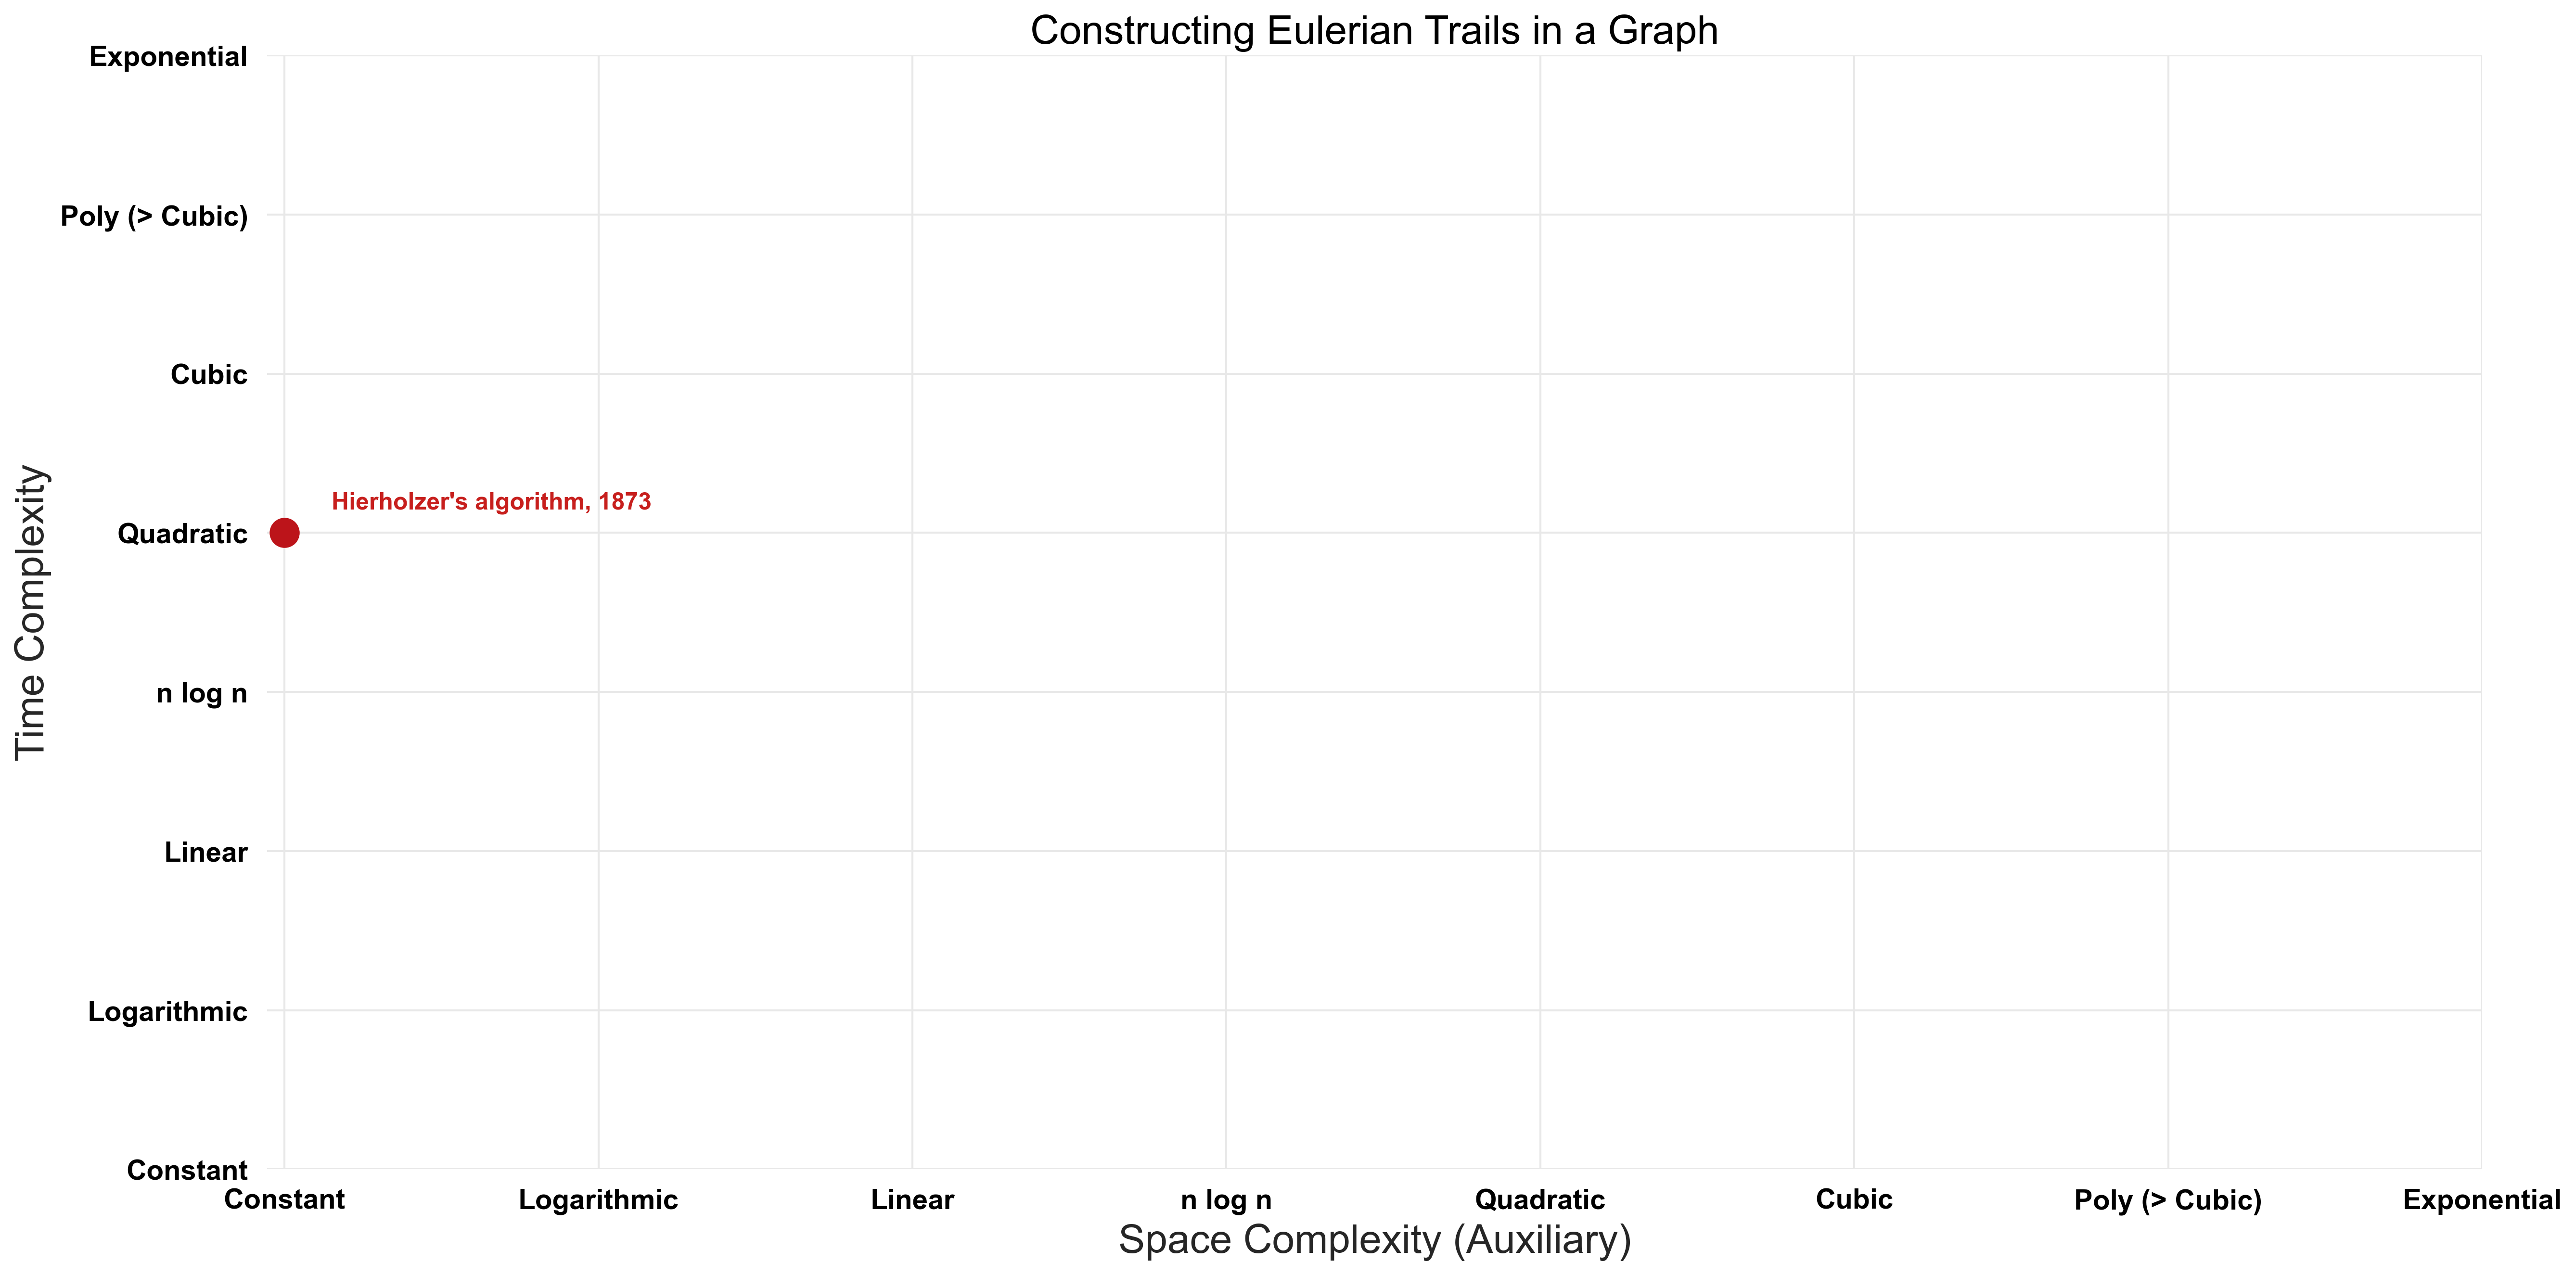 Constructing Eulerian Trails in a Graph
Exponential
Poly (> Cubic)
Cubic
Quadratic
n log n
Linear
Logarithmic
Constant
Time Complexity
Hierholzer's algorithm, 1873
Constant Logarithmic Linear n log n Quadratic Cubic Poly (> Cubic) Exponential
Space Complexity (Auxiliary)